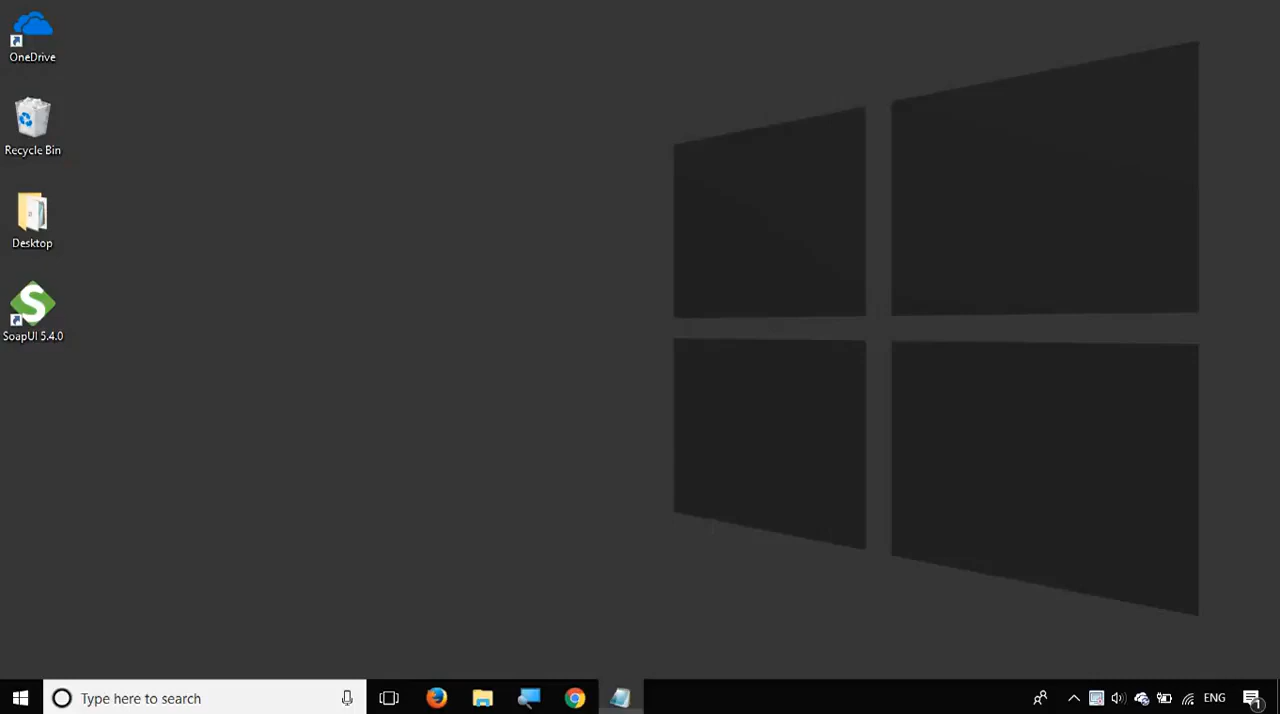 OneDrive
Recycle Bin
Desktop
SoapUI 5.4.0
Type here to search
ENG
1